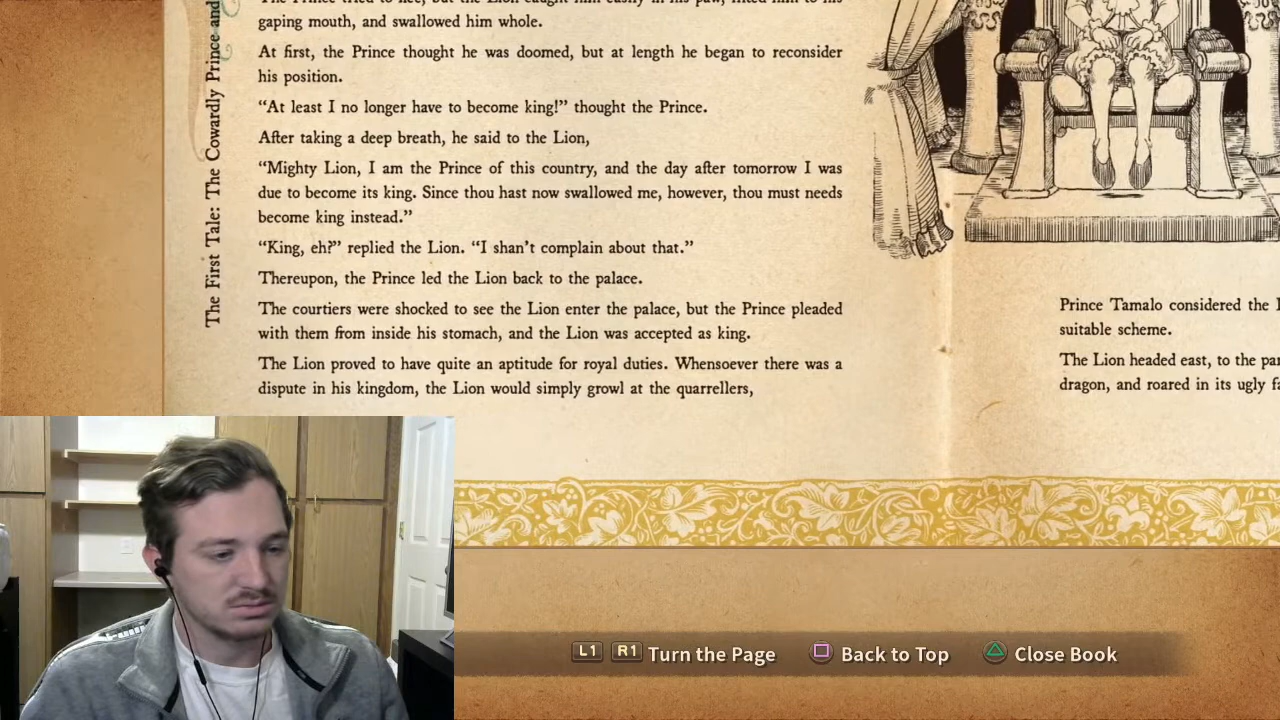 The First Tale: The Cowardly Prince and
gaping mouth, and swallowed him whole.
At first, the Prince thought he was doomed, but at length he began to reconsider
his position.
“At least I no longer have to become king!” thought the Prince.
After taking a deep breath, he said to the Lion,
“Mighty Lion, I am the Prince of this country, and the day after tomorrow I was
due to become its king. Since thou hast now swallowed me, however, thou must needs
become king instead.”
“King, eh?” replied the Lion. “I shan’t complain about that.”
Thereupon, the Prince led the Lion back to the palace.
The courtiers were shocked to see the Lion enter the palace, but the Prince pleaded
with them from inside his stomach, and the Lion was accepted as king.
The Lion proved to have quite an aptitude for royal duties. Whensoever there was a
dispute in his kingdom, the Lion would simply growl at the quarrellers,
Prince Tamalo considered the
suitable scheme.
The Lion headed east, to the
dragon, and roared in its ugly
L1 R1 Turn the Page Back to Top Close Book